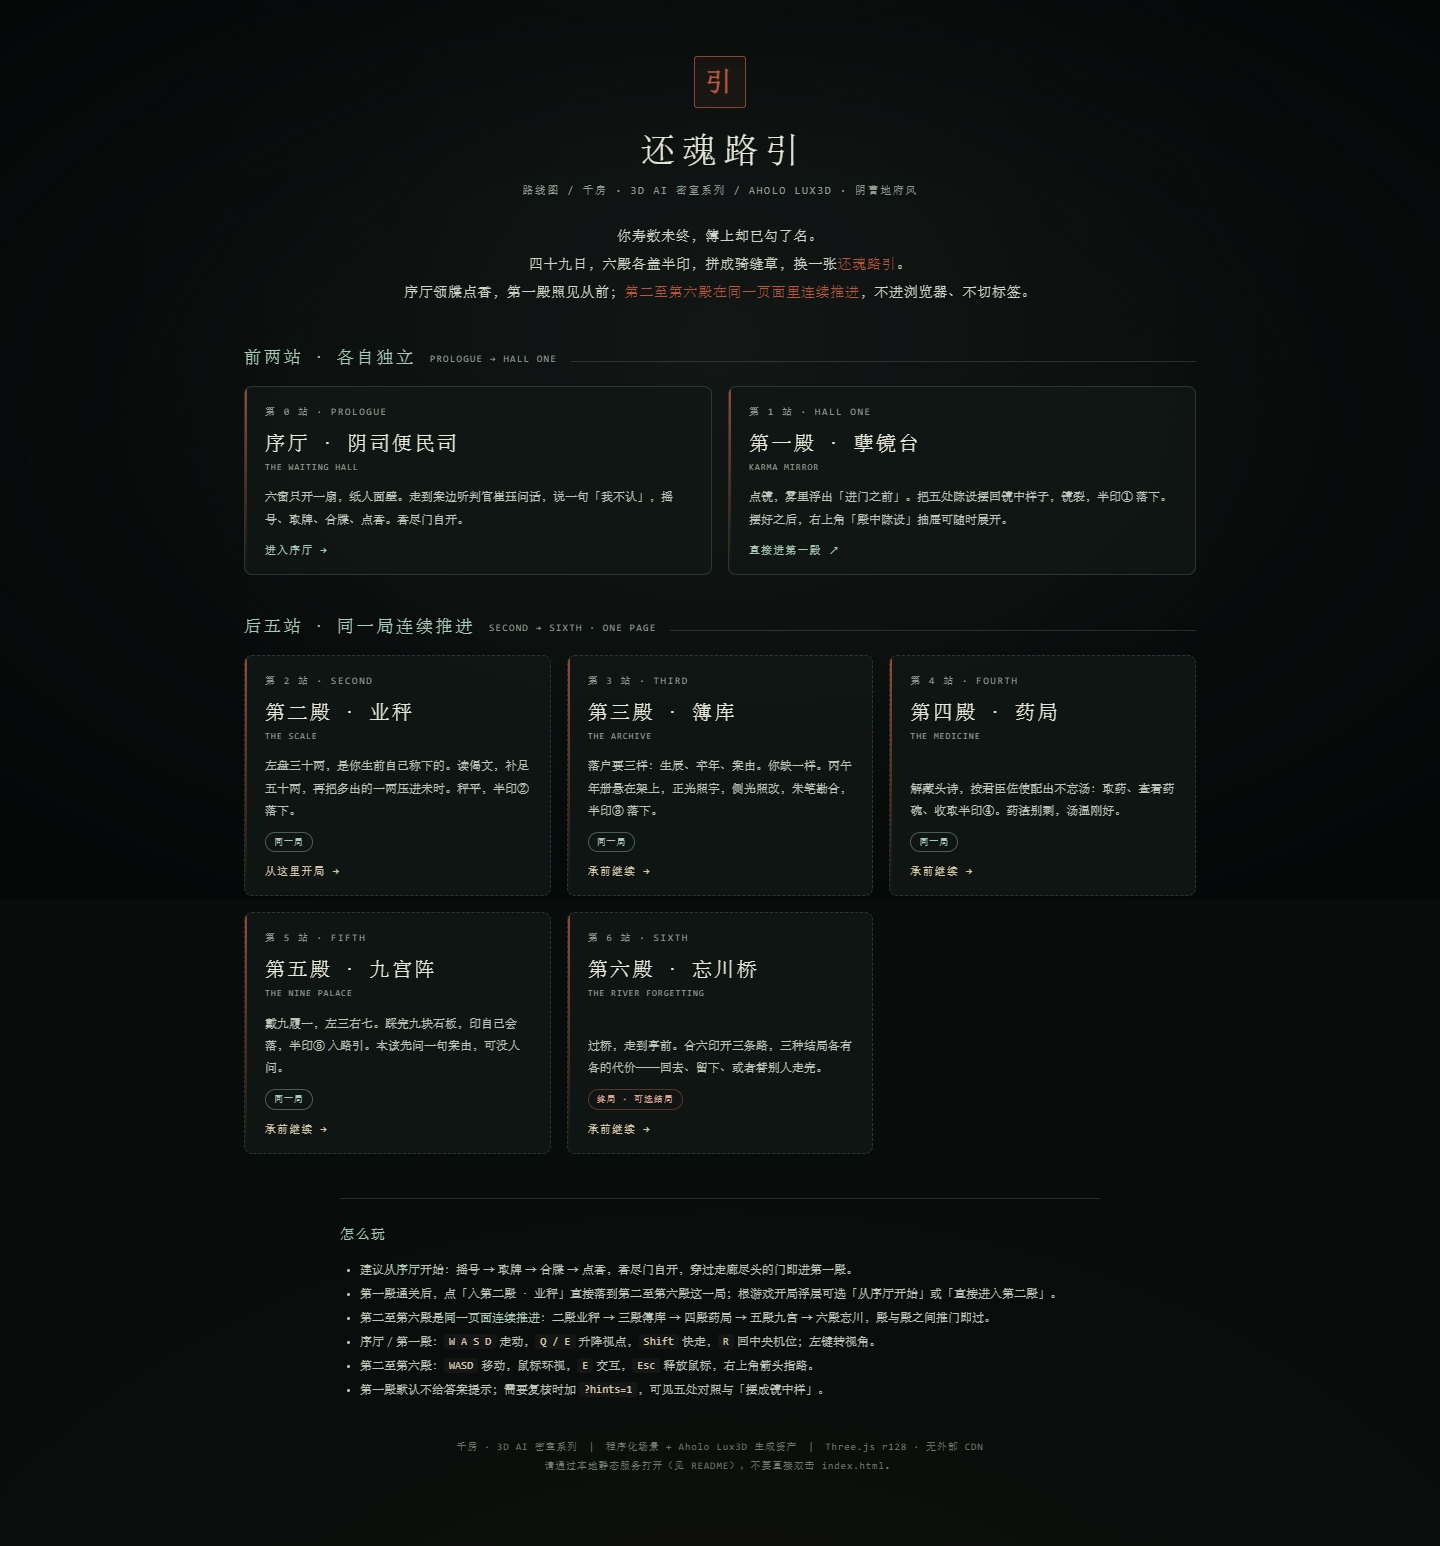 引
还魂路引
路线图 / 千房 · 3D AI 密室系列 / AHOLO LUX3D · 阴曹地府风
你寿数未终，簿上却已勾了名。
四十九日，六殿各盖半印，拼成骑缝章，换一张还魂路引。
序厅领牒点香，第一殿照见从前；第二至第六殿在同一页面里连续推进，不进浏览器、不切标签。
前两站 · 各自独立 PROLOGUE → HALL ONE
第 0 站 · PROLOGUE
序厅 · 阴司便民司
THE WAITING HALL
六窗只开一扇，纸人面壁。走到案边听判官崔珏问话，说一句「我不认」，摇
号、取牌、合牒、点香。香尽门自开。
进入序厅 →
第 1 站 · HALL ONE
第一殿 · 孽镜台
KARMA MIRROR
点镜，雾里浮出「进门之前」。把五处陈设摆回镜中样子，镜裂，半印① 落下。
摆好之后，右上角「殿中陈设」抽屉可随时展开。
直接进第一殿 ↗
后五站 · 同一局连续推进 SECOND → SIXTH · ONE PAGE
第 2 站 · SECOND
第二殿 · 业秤
THE SCALE
左盘三十两，是你生前自己称下的。读偈文，补足
五十两，再把多出的一两压进未时。秤平，半印②
落下。
同一局
从这里开局 →
第 3 站 · THIRD
第三殿 · 簿库
THE ARCHIVE
落户要三样：生辰、卒年、案由。你缺一样。丙午
年册悬在架上，正光照字，侧光照改，朱笔勘合，
半印③ 落下。
同一局
承前继续 →
第 4 站 · FOURTH
第四殿 · 药局
THE MEDICINE
解藏头诗，按君臣佐使配出不忘汤：取药、查看药
碗、收取半印④。药渣别剩，汤温刚好。
同一局
承前继续 →
第 5 站 · FIFTH
第五殿 · 九宫阵
THE NINE PALACE
戴九履一，左三右七。踩完九块石板，印自己会
落，半印⑤ 入路引。本该先问一句案由，可没人
问。
同一局
承前继续 →
第 6 站 · SIXTH
第六殿 · 忘川桥
THE RIVER FORGETTING
过桥，走到亭前。合六印开三条路，三种结局各有
各的代价——回去、留下、或者替别人走完。
终局 · 可选结局
承前继续 →
怎么玩
• 建议从序厅开始：摇号 → 取牌 → 合牒 → 点香，香尽门自开，穿过走廊尽头的门即进第一殿。
• 第一殿通关后，点「入第二殿 · 业秤」直接落到第二至第六殿这一局；根游戏开局浮层可选「从序厅开始」或「直接进入第二殿」。
• 第二至第六殿是同一页面连续推进：二殿业秤 → 三殿簿库 → 四殿药局 → 五殿九宫 → 六殿忘川，殿与殿之间推门即过。
• 序厅 / 第一殿： W A S D 走动， Q / E 升降视点， Shift 快走， R 回中央机位；左键转视角。
• 第二至第六殿： WASD 移动，鼠标环视， E 交互， Esc 释放鼠标，右上角箭头指路。
• 第一殿默认不给答案提示；需要复核时加 ?hints=1 ，可见五处对照与「摆成镜中样」。
千房 · 3D AI 密室系列 | 程序化场景 + Aholo Lux3D 生成资产 | Three.js r128 · 无外部 CDN
请通过本地静态服务打开（见 README），不要直接双击 index.html。